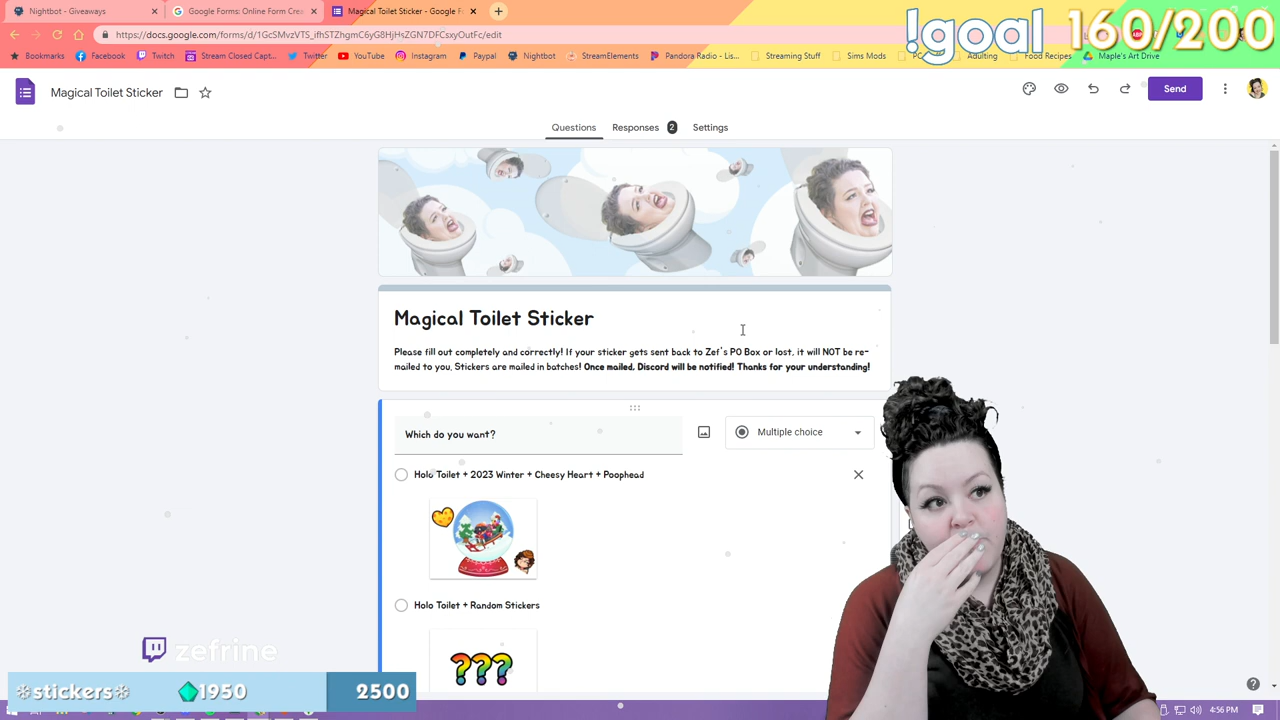 Nightbot - Giveaways
Google Forms: Online Form Crea
Magical Toilet Sticker - Google F
https://docs.google.com/forms/d/1GcSMvzVTS_ifhSTZhgmC6yG8HjHsZGN7DFCsxyOutFc/edit
!goal 160/200
Bookmarks Facebook Twitch Stream Closed Capt... Twitter YouTube Instagram Paypal Nightbot StreamElements Pandora Radio - Lis... Streaming Stuff Sims Mods Adulting Food Recipes Maple's Art Drive
Magical Toilet Sticker
Send
Questions Responses 2 Settings
Magical Toilet Sticker
Please fill out completely and correctly! If your sticker gets sent back to Zef's PO Box or lost, it will NOT be re-
mailed to you. Stickers are mailed in batches! Once mailed, Discord will be notified! Thanks for your understanding!
Which do you want?
Multiple choice
Holo Toilet + 2023 Winter + Cheesy Heart + Poophead
Holo Toilet + Random Stickers
???
zefrine
*stickers* 1950 2500
4:56 PM